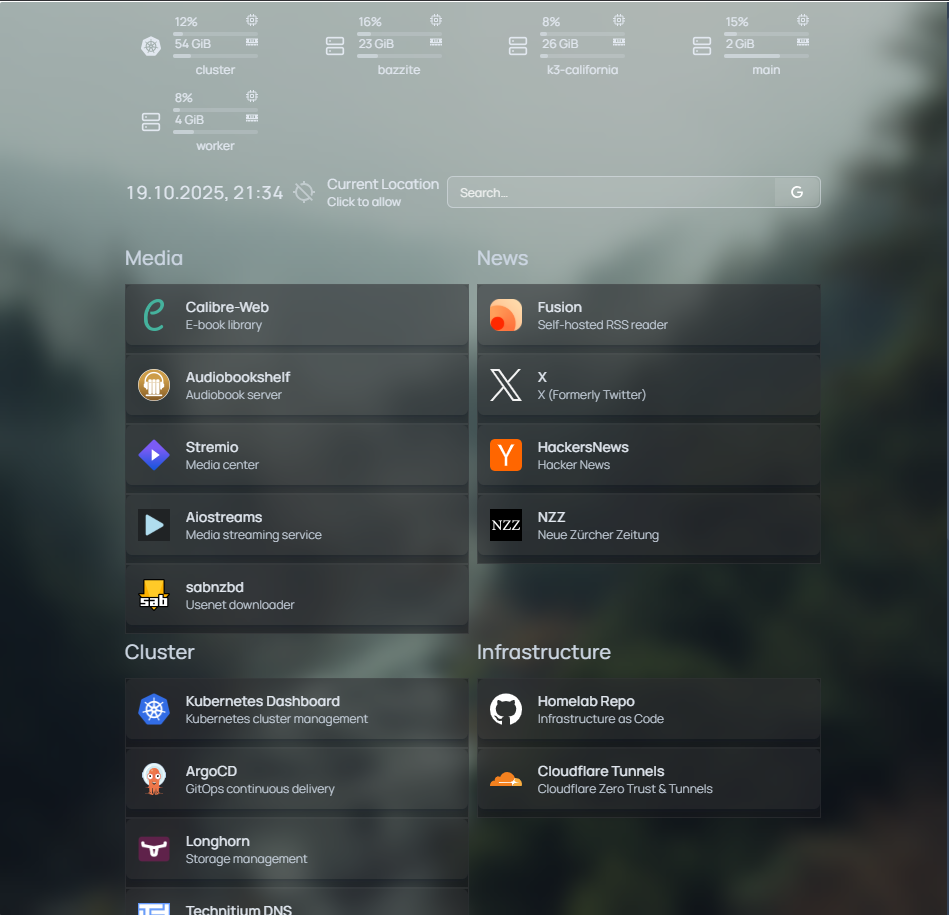 12%
54 GiB
cluster
16%
23 GiB
bazzite
8%
26 GiB
k3-california
15%
2 GiB
main
8%
4 GiB
worker
19.10.2025, 21:34
Current Location
Click to allow
Search...
G
Media
Calibre-Web
E-book library
Audiobookshelf
Audiobook server
Stremio
Media center
Aiostreams
Media streaming service
sab
sabnzbd
Usenet downloader
News
Fusion
Self-hosted RSS reader
X
X (Formerly Twitter)
Y
HackersNews
Hacker News
NZZ
NZZ
Neue Zürcher Zeitung
Cluster
Kubernetes Dashboard
Kubernetes cluster management
ArgoCD
GitOps continuous delivery
Longhorn
Storage management
Technitium DNS
Infrastructure
Homelab Repo
Infrastructure as Code
Cloudflare Tunnels
Cloudflare Zero Trust & Tunnels